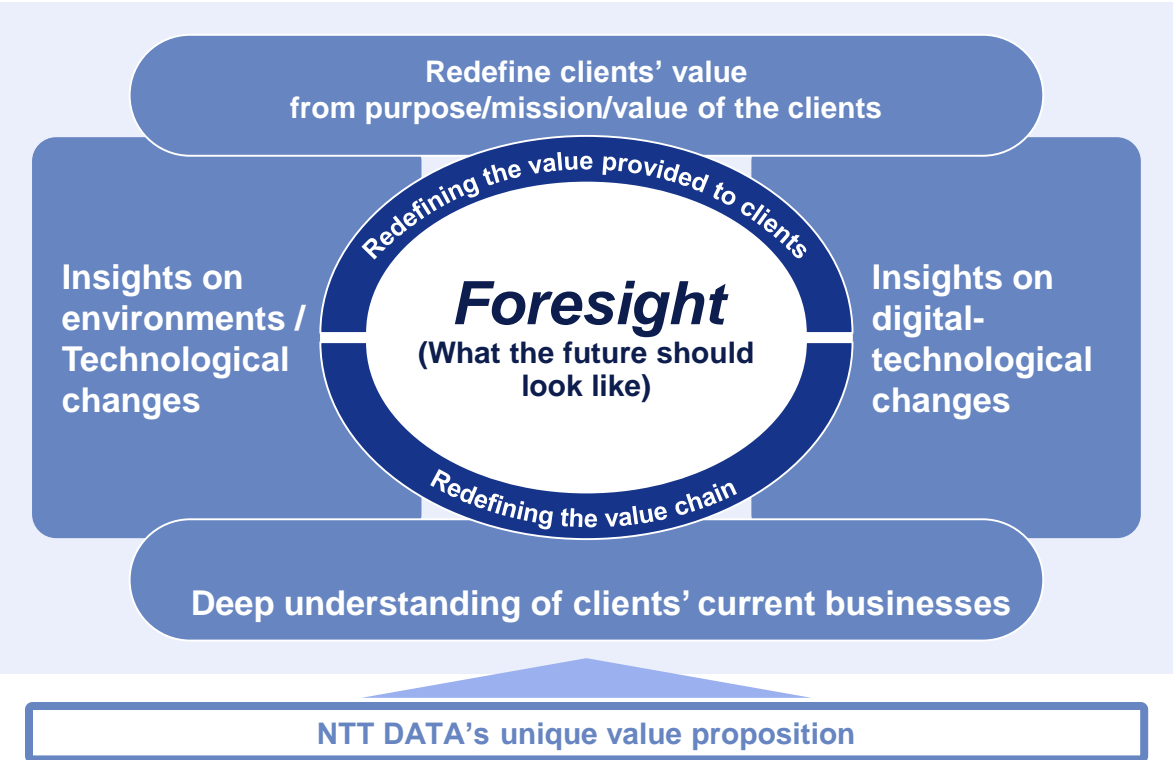 Redefine clients’ value
from purpose/mission/value of the clients
Redefining the value provided to clients
Insights on
environments /
Technological
changes
Foresight
(What the future should
look like)
Insights on
digital-
technological
changes
Redefining the value chain
Deep understanding of clients’ current businesses
NTT DATA’s unique value proposition